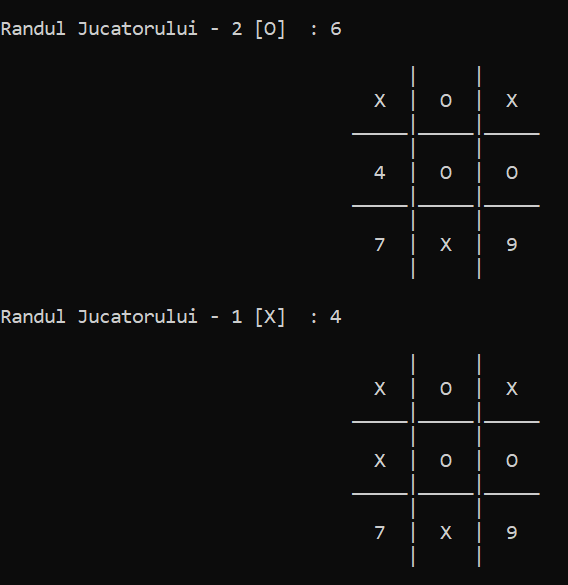 Randul Jucatorului - 2 [O]  : 6
X | O | X
4 | O | O
7 | X | 9
Randul Jucatorului - 1 [X]  : 4
X | O | X
X | O | O
7 | X | 9